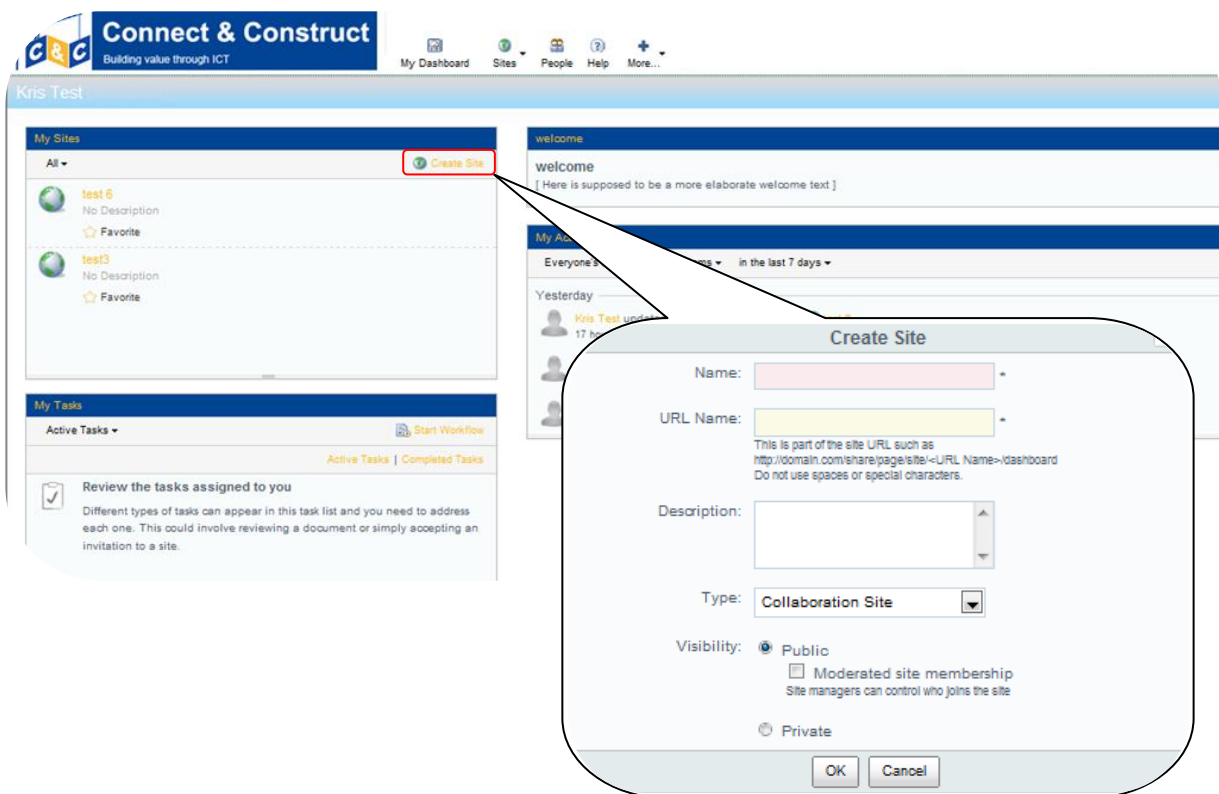 C & C
Connect & Construct
Building value through ICT
My Dashboard Sites People Help More...
Kris Test
My Sites
All
Create Site
test 6
No Description
Favorite
test3
No Description
Favorite
My Tasks
Active Tasks
Start Workflow
Active Tasks | Completed Tasks
Review the tasks assigned to you
Different types of tasks can appear in this task list and you need to address
each one. This could involve reviewing a document or simply accepting an
invitation to a site.
welcome
welcome
[ Here is supposed to be a more elaborate welcome text ]
My
Everyone's in the last 7 days
Yesterday
Kris Test
17
Create Site
Name: *
URL Name: *
This is part of the site URL such as
http://domain.com/share/page/site/<URL Name>/dashboard
Do not use spaces or special characters.
Description:
Type: Collaboration Site
Visibility: Public
Moderated site membership
Site managers can control who joins the site
Private
OK Cancel